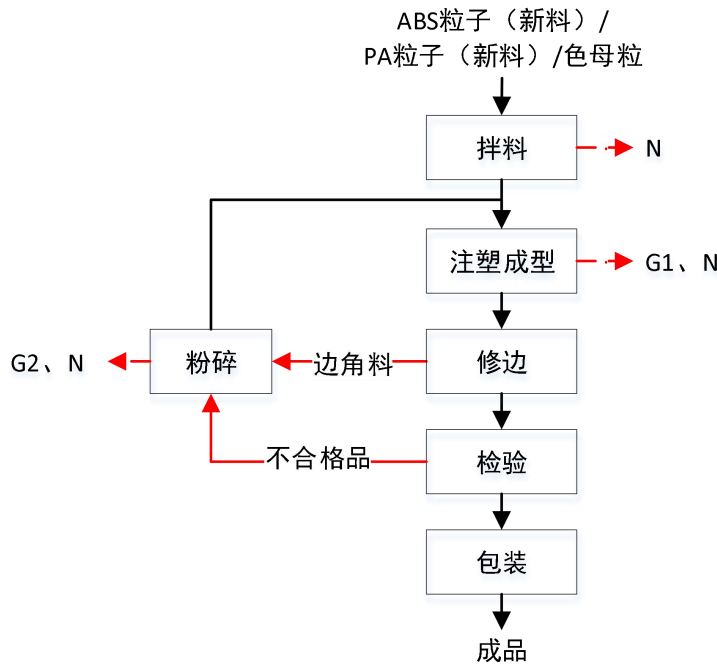 ABS粒子（新料）/
PA粒子（新料）/色母粒
拌料
N
注塑成型
G1、N
G2、N
粉碎
边角料
修边
不合格品
检验
包装
成品